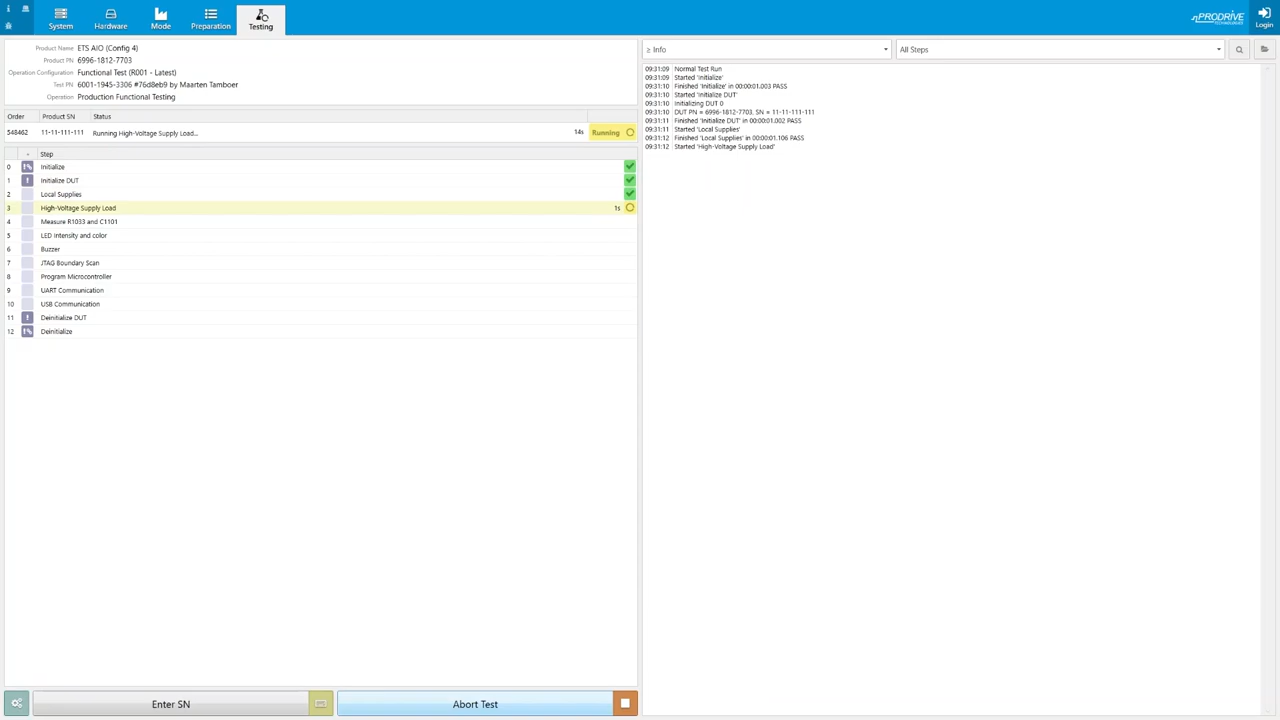 System
Hardware
Mode
Preparation
Testing
PRODRIVE
TECHNOLOGIES
Login
Product Name ETS AIO (Config 4)
Product PN 6996-1812-7703
Operation Configuration Functional Test (R001 - Latest)
Test PN 6001-1945-3306 #76d8eb9 by Maarten Tamboer
Operation Production Functional Testing
Order Product SN Status
548462 11-11-111-111 Running High-Voltage Supply Load... 14s Running
Step
0 Initialize
1 Initialize DUT
2 Local Supplies
3 High-Voltage Supply Load 1s
4 Measure R1033 and C1101
5 LED Intensity and color
6 Buzzer
7 JTAG Boundary Scan
8 Program Microcontroller
9 UART Communication
10 USB Communication
11 Deinitialize DUT
12 Deinitialize
Enter SN
Abort Test
≥ Info
All Steps
09:31:09 Normal Test Run
09:31:09 Started 'Initialize'
09:31:10 Finished 'Initialize' in 00:00:01.003 PASS
09:31:10 Started 'Initialize DUT'
09:31:10 Initializing DUT 0
09:31:10 DUT PN = 6996-1812-7703, SN = 11-11-111-111
09:31:11 Finished 'Initialize DUT' in 00:00:01.002 PASS
09:31:11 Started 'Local Supplies'
09:31:12 Finished 'Local Supplies' in 00:00:01.106 PASS
09:31:12 Started 'High-Voltage Supply Load'